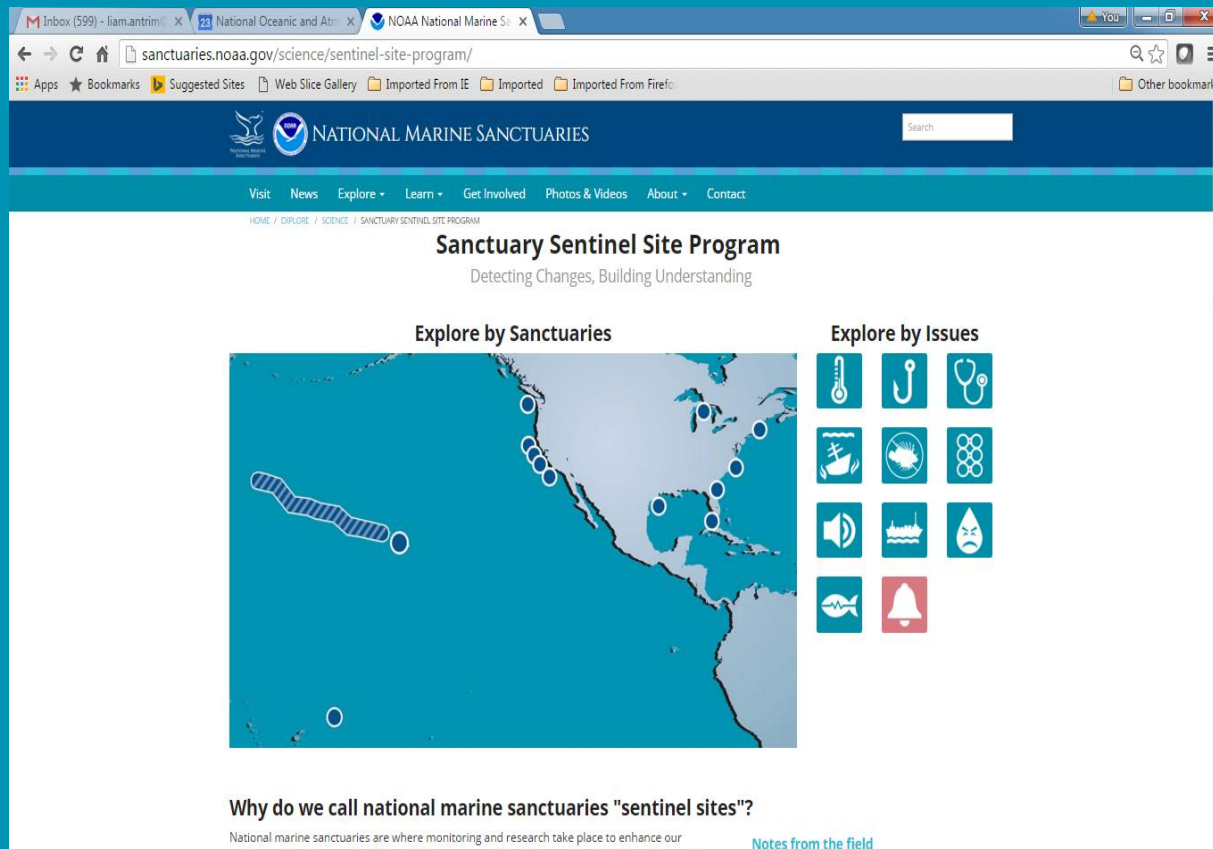 Inbox (599) - liam.antrim@ x
23 National Oceanic and Atm x
NOAA National Marine Sa x
You
sanctuaries.noaa.gov/science/sentinel-site-program/
Apps Bookmarks Suggested Sites Web Slice Gallery Imported From IE Imported Imported From Firefo Other bookmark
NATIONAL MARINE SANCTUARIES
Search
Visit News Explore Learn Get Involved Photos & Videos About Contact
HOME / EXPLORE / SCIENCE / SANCTUARY SENTINEL SITE PROGRAM
Sanctuary Sentinel Site Program
Detecting Changes, Building Understanding
Explore by Sanctuaries
Explore by Issues
Why do we call national marine sanctuaries "sentinel sites"?
National marine sanctuaries are where monitoring and research take place to enhance our
Notes from the field